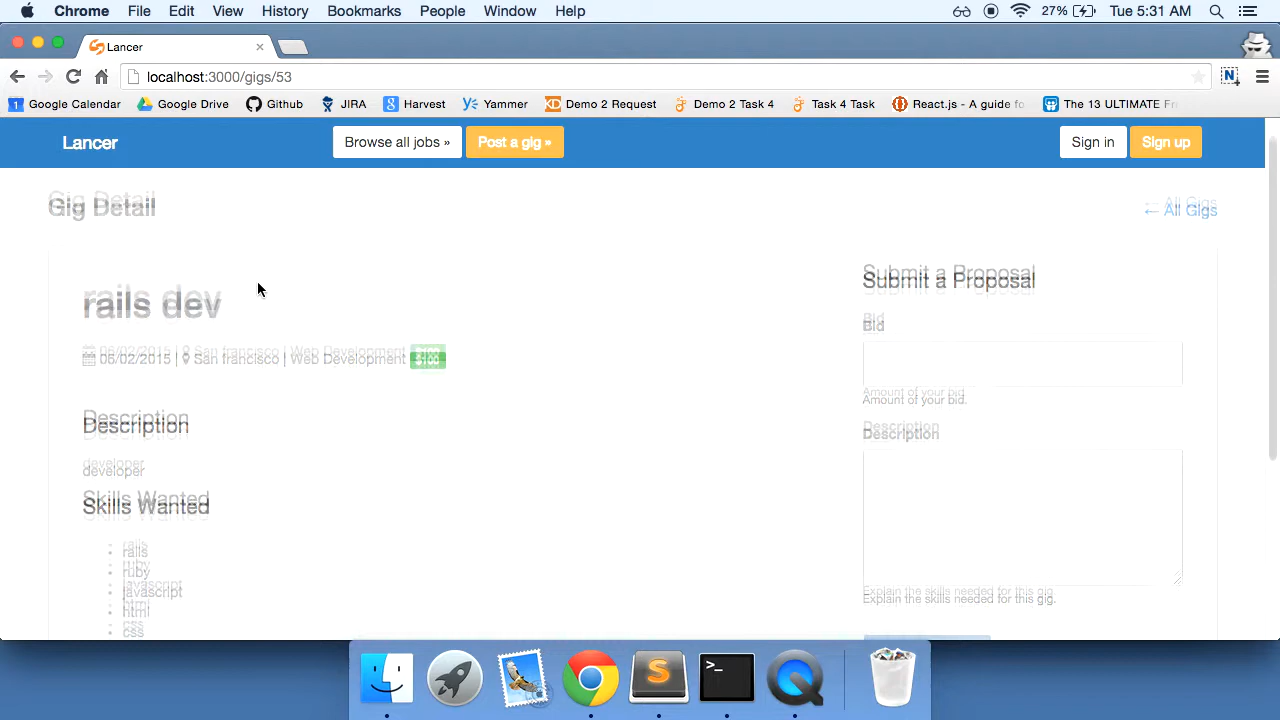 Chrome File Edit View History Bookmarks People Window Help 27% Tue 5:31 AM
Lancer
localhost:3000/gigs/53
Google Calendar Google Drive Github JIRA Harvest Yammer Demo 2 Request Demo 2 Task 4 Task 4 Task React.js - A guide fo The 13 ULTIMATE Fr
Lancer Browse all jobs » Post a gig » Sign in Sign up
Gig Detail ← All Gigs
rails dev
06/02/2015 | San francisco | Web Development $100
Description
developer
Skills Wanted
rails
ruby
javascript
html
css
Submit a Proposal
Bid
Amount of your bid.
Description
Explain the skills needed for this gig.